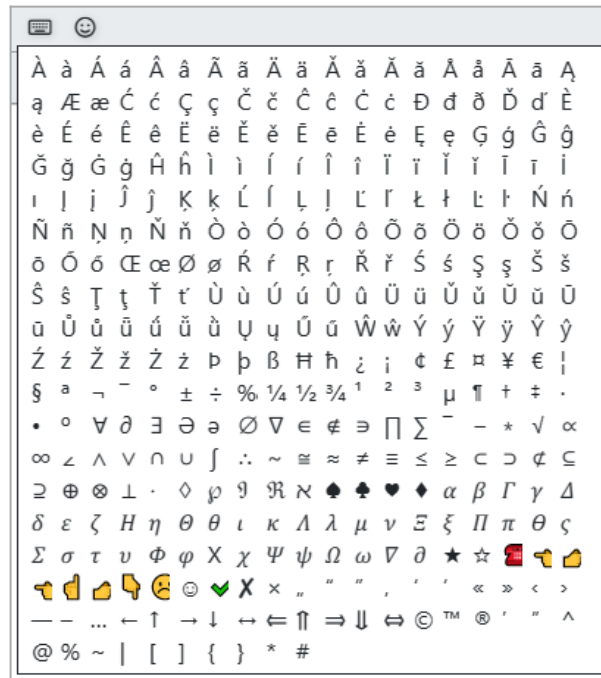 À à Á á Â â Ã ã Ä ä Ǎ ǎ Ă ă Å å Ā ā Ą
ą Æ æ Ć ć Ç ç Č č Ĉ ĉ Ċ ċ Đ đ ð Ď ď È
è É é Ê ê Ë ë Ě ě Ē ē Ė ė Ę ę Ģ ģ Ĝ ĝ
Ğ ğ Ġ ġ Ĥ ĥ Ì ì Í í Î î Ï ï Ǐ ǐ Ī ī İ
ı Į į Ĵ ĵ Ķ ķ Ĺ ĺ Ļ ļ Ľ ľ Ł ł Ŀ ŀ Ń ń
Ñ ñ Ņ ņ Ň ň Ò ò Ó ó Ô ô Õ õ Ö ö Ǒ ǒ Ō
ō Ő ő Œ œ Ø ø Ŕ ŕ Ŗ ŗ Ř ř Ś ś Ş ş Š š
Ŝ ŝ Ţ ţ Ť ť Ù ù Ú ú Û û Ü ü Ǔ ǔ Ŭ ŭ Ū
ū Ů ů ǖ ǘ ǚ ǜ Ų ų Ű ű Ŵ ŵ Ý ý Ÿ ÿ Ŷ ŷ
Ź ź Ž ž Ż ż Þ þ ß Ħ ħ ¿ ¡ ¢ £ ¤ ¥ € ¦
§ ª ¬ ¯ ° ± ÷ % ¼ ½ ¾ ¹ ² ³ µ ¶ † ‡ ·
• º ∀ ∂ ∃ Ə ə ∅ ∇ ∈ ∉ ∋ ∏ ∑ ‾ − * √ ∝
∞ ∠ ∧ ∨ ∩ ∪ ∫ ∴ ∼ ≅ ≈ ≠ ≡ ≤ ≥ ⊂ ⊃ ⊄ ⊆
⊇ ⊕ ⊗ ⊥ ⋅ ◊ ℘ ℑ ℜ ℵ ♠ ♣ ♥ ♦ α β Γ γ Δ
δ ε ζ Η η Θ θ ι κ Λ λ μ ν Ξ ξ Π π Θ ς
Σ σ τ υ Φ φ Χ χ Ψ ψ Ω ω ∇ ∂ ★ ☆
☺ ✗ × „ “ ” ‚ ‘ ’ « » ‹ ›
— – … ← ↑ → ↓ ↔ ⇐ ⇑ ⇒ ⇓ ⇔ © ™ ® ′ ″ ^
@ % ~ | [ ] { } * #